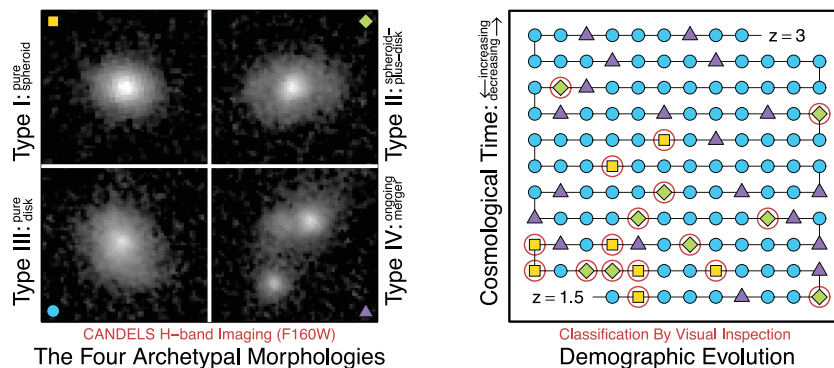 Type I: pure spheroid
Type II: spheroid–plus–disk
Type III: pure disk
Type IV: ongoing merger
CANDELS H−band Imaging (F160W)
The Four Archetypal Morphologies
Cosmological Time: ←decreasing increasing→
z = 3
z = 1.5
Classification By Visual Inspection
Demographic Evolution